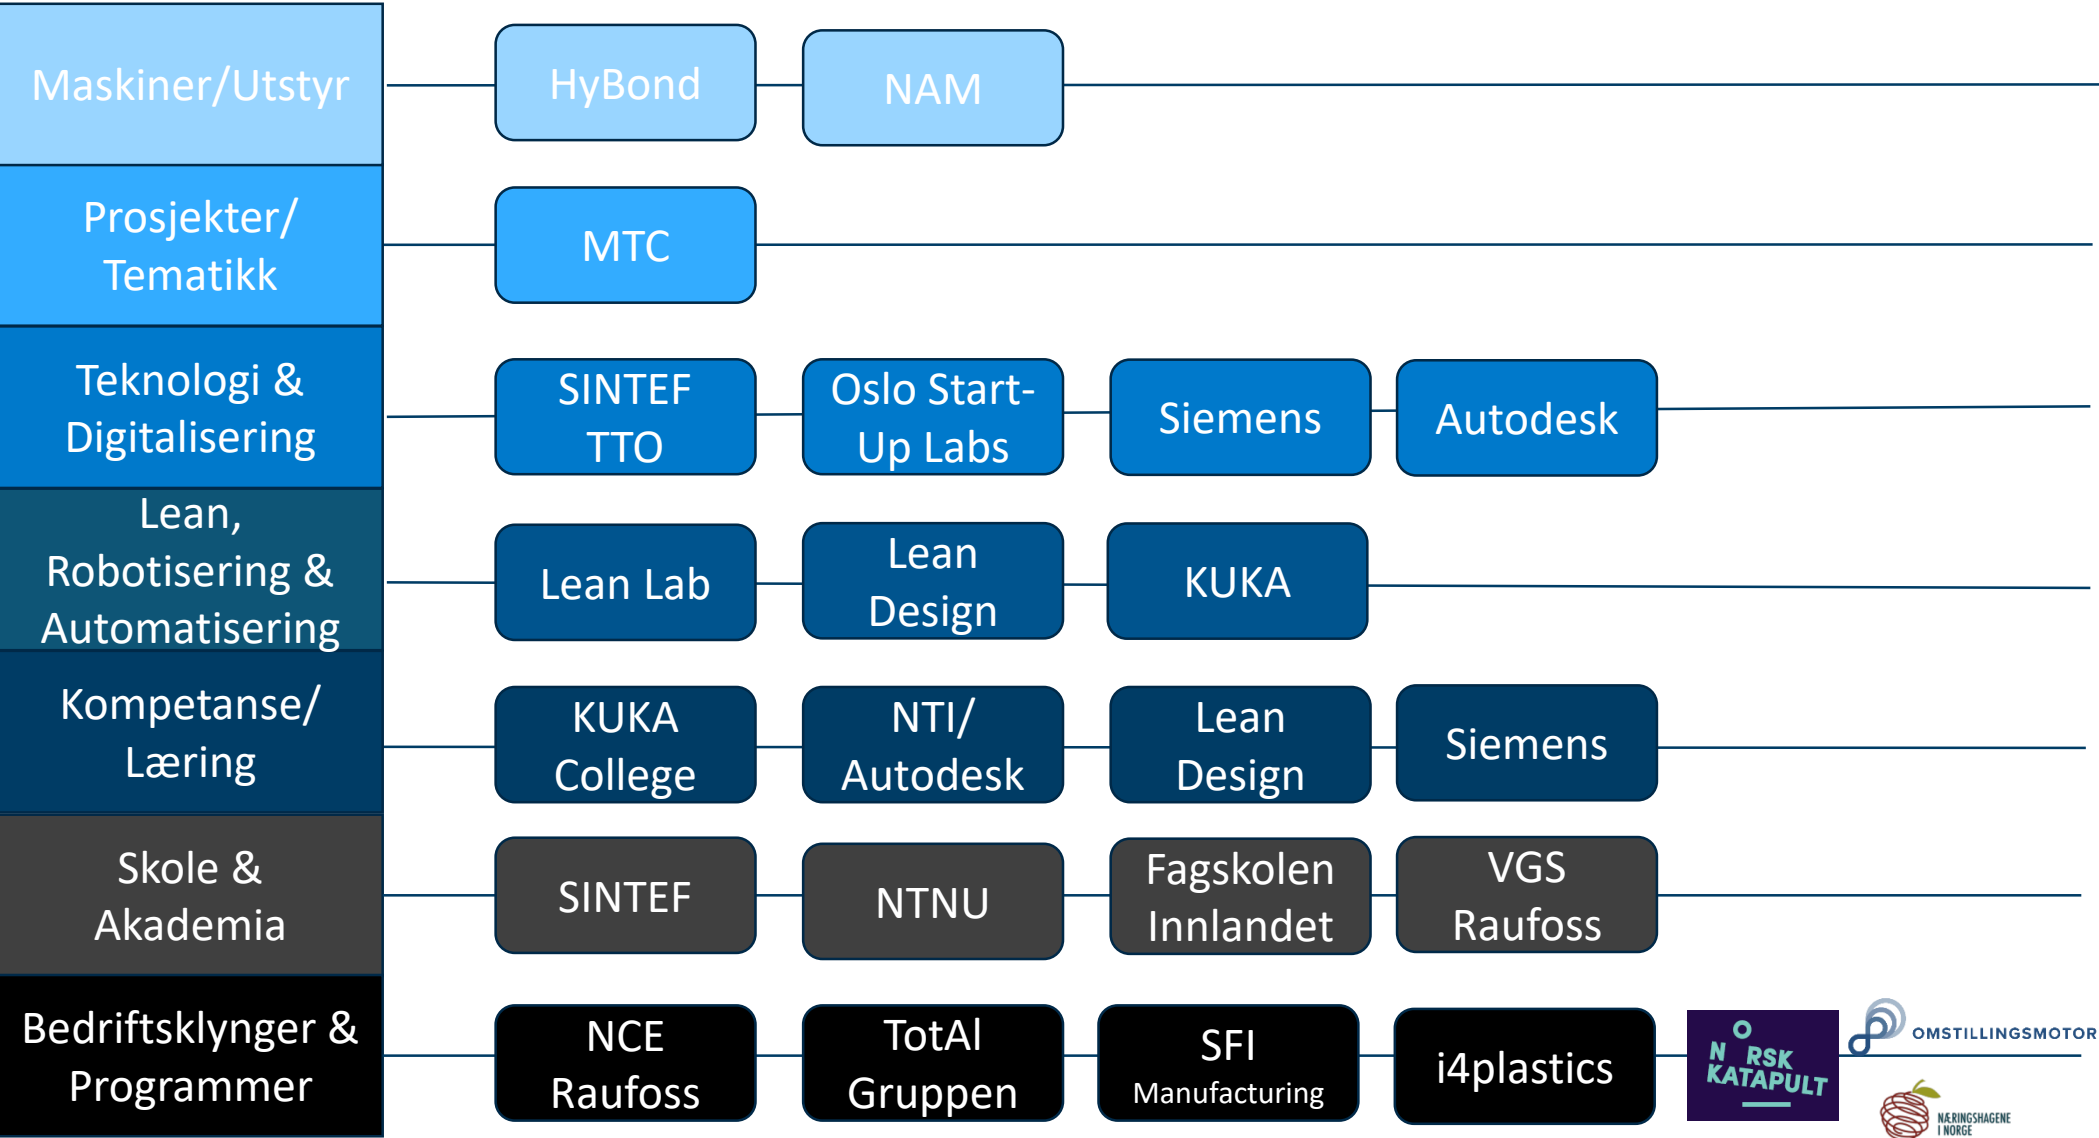 Maskiner/Utstyr
HyBond
NAM
Prosjekter/
Tematikk
MTC
Teknologi &
Digitalisering
SINTEF
TTO
Oslo Start-
Up Labs
Siemens
Autodesk
Lean,
Robotisering &
Automatisering
Lean Lab
Lean
Design
KUKA
Kompetanse/
Læring
KUKA
College
NTI/
Autodesk
Lean
Design
Siemens
Skole &
Akademia
SINTEF
NTNU
Fagskolen
Innlandet
VGS
Raufoss
Bedriftsklynger &
Programmer
NCE
Raufoss
TotAl
Gruppen
SFI
Manufacturing
i4plastics
NORSK
KATAPULT
OMSTILLINGSMOTOR
NÆRINGSHAGENE
I NORGE